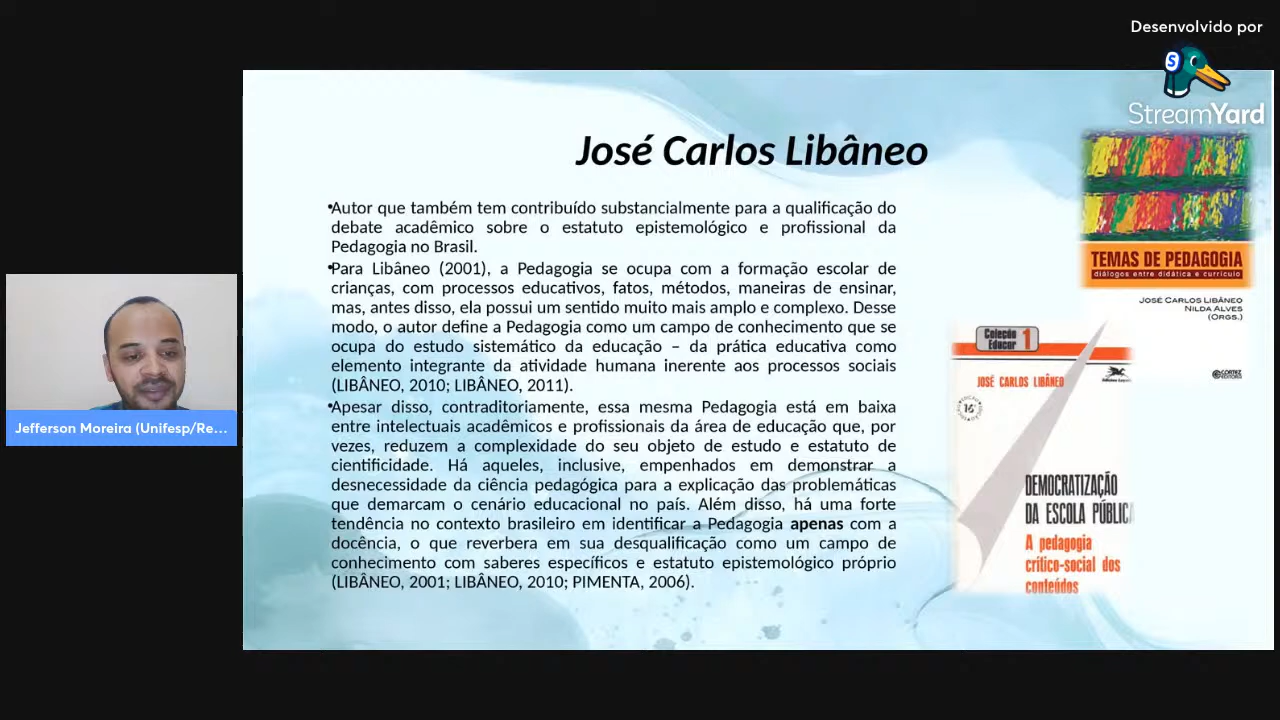 Desenvolvido por
StreamYard
José Carlos Libâneo
•Autor que também tem contribuído substancialmente para a qualificação do
debate acadêmico sobre o estatuto epistemológico e profissional da
Pedagogia no Brasil.
•Para Libâneo (2001), a Pedagogia se ocupa com a formação escolar de
crianças, com processos educativos, fatos, métodos, maneiras de ensinar,
mas, antes disso, ela possui um sentido muito mais amplo e complexo. Desse
modo, o autor define a Pedagogia como um campo de conhecimento que se
ocupa do estudo sistemático da educação – da prática educativa como
elemento integrante da atividade humana inerente aos processos sociais
(LIBÂNEO, 2010; LIBÂNEO, 2011).
•Apesar disso, contraditoriamente, essa mesma Pedagogia está em baixa
entre intelectuais acadêmicos e profissionais da área de educação que, por
vezes, reduzem a complexidade do seu objeto de estudo e estatuto de
cientificidade. Há aqueles, inclusive, empenhados em demonstrar a
desnecessidade da ciência pedagógica para a explicação das problemáticas
que demarcam o cenário educacional no país. Além disso, há uma forte
tendência no contexto brasileiro em identificar a Pedagogia apenas com a
docência, o que reverbera em sua desqualificação como um campo de
conhecimento com saberes específicos e estatuto epistemológico próprio
(LIBÂNEO, 2001; LIBÂNEO, 2010; PIMENTA, 2006).
TEMAS DE PEDAGOGIA
diálogos entre didática e currículo
JOSÉ CARLOS LIBÂNEO
NILDA ALVES
(ORGS.)
CORTEZ
EDITORA
Coleção
Educar 1
JOSÉ CARLOS LIBÂNEO
Edições Loyola
16ª
DEMOCRATIZAÇÃO
DA ESCOLA PÚBLIC
A pedagogia
crítico-social dos
conteúdos
Jefferson Moreira (Unifesp/Re...